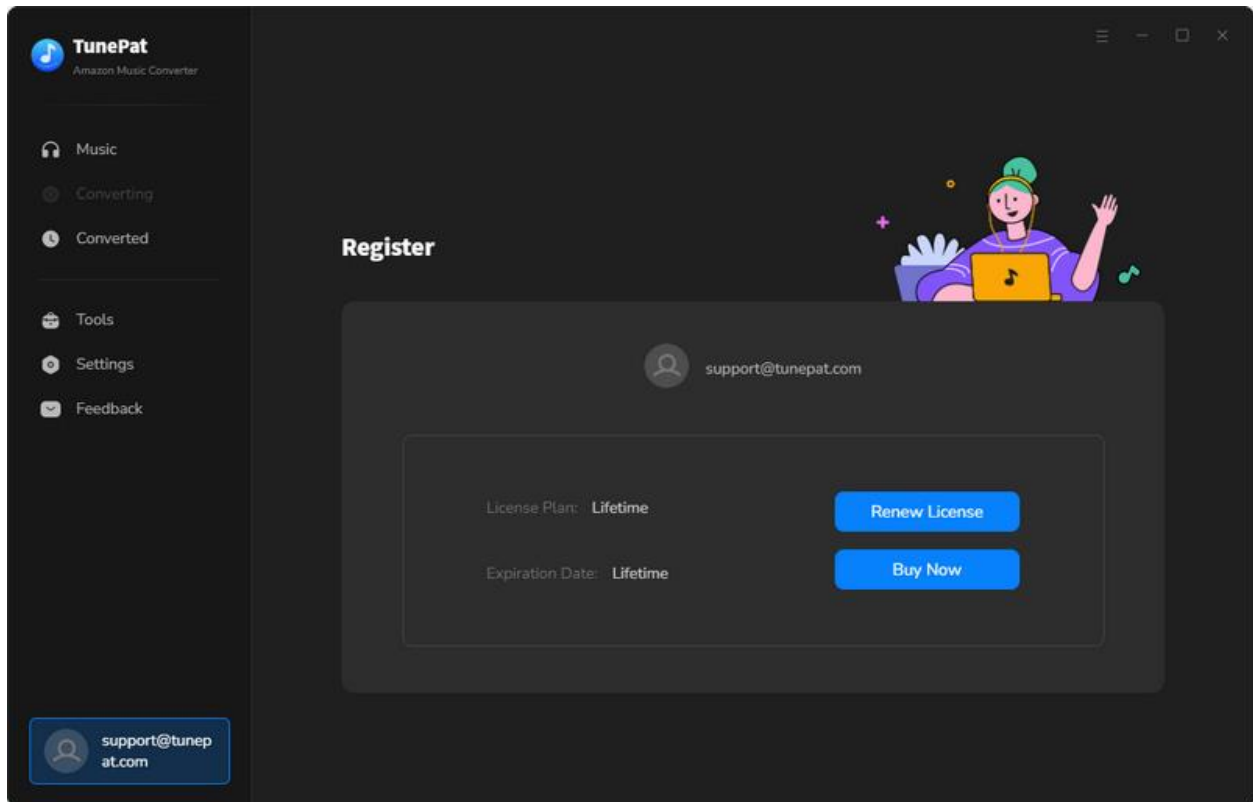 TunePat
Amazon Music Converter
Music
Converting
Converted
Tools
Settings
Feedback
support@tunep
at.com
Register
support@tunepat.com
License Plan: Lifetime
Renew License
Expiration Date: Lifetime
Buy Now